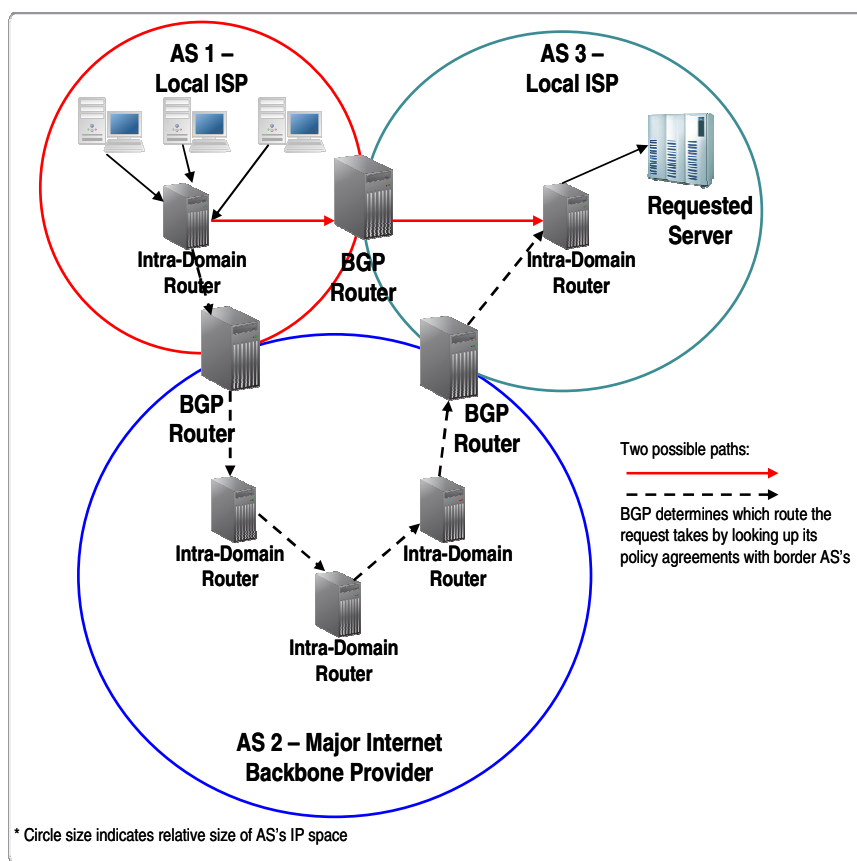 AS 1 –
Local ISP
AS 3 –
Local ISP
Requested
Server
Intra-Domain
Router
BGP
Router
Intra-Domain
Router
BGP
Router
BGP
Router
Two possible paths:
BGP determines which route the
request takes by looking up its
policy agreements with border AS's
Intra-Domain
Router
Intra-Domain
Router
Intra-Domain
Router
AS 2 – Major Internet
Backbone Provider
* Circle size indicates relative size of AS's IP space